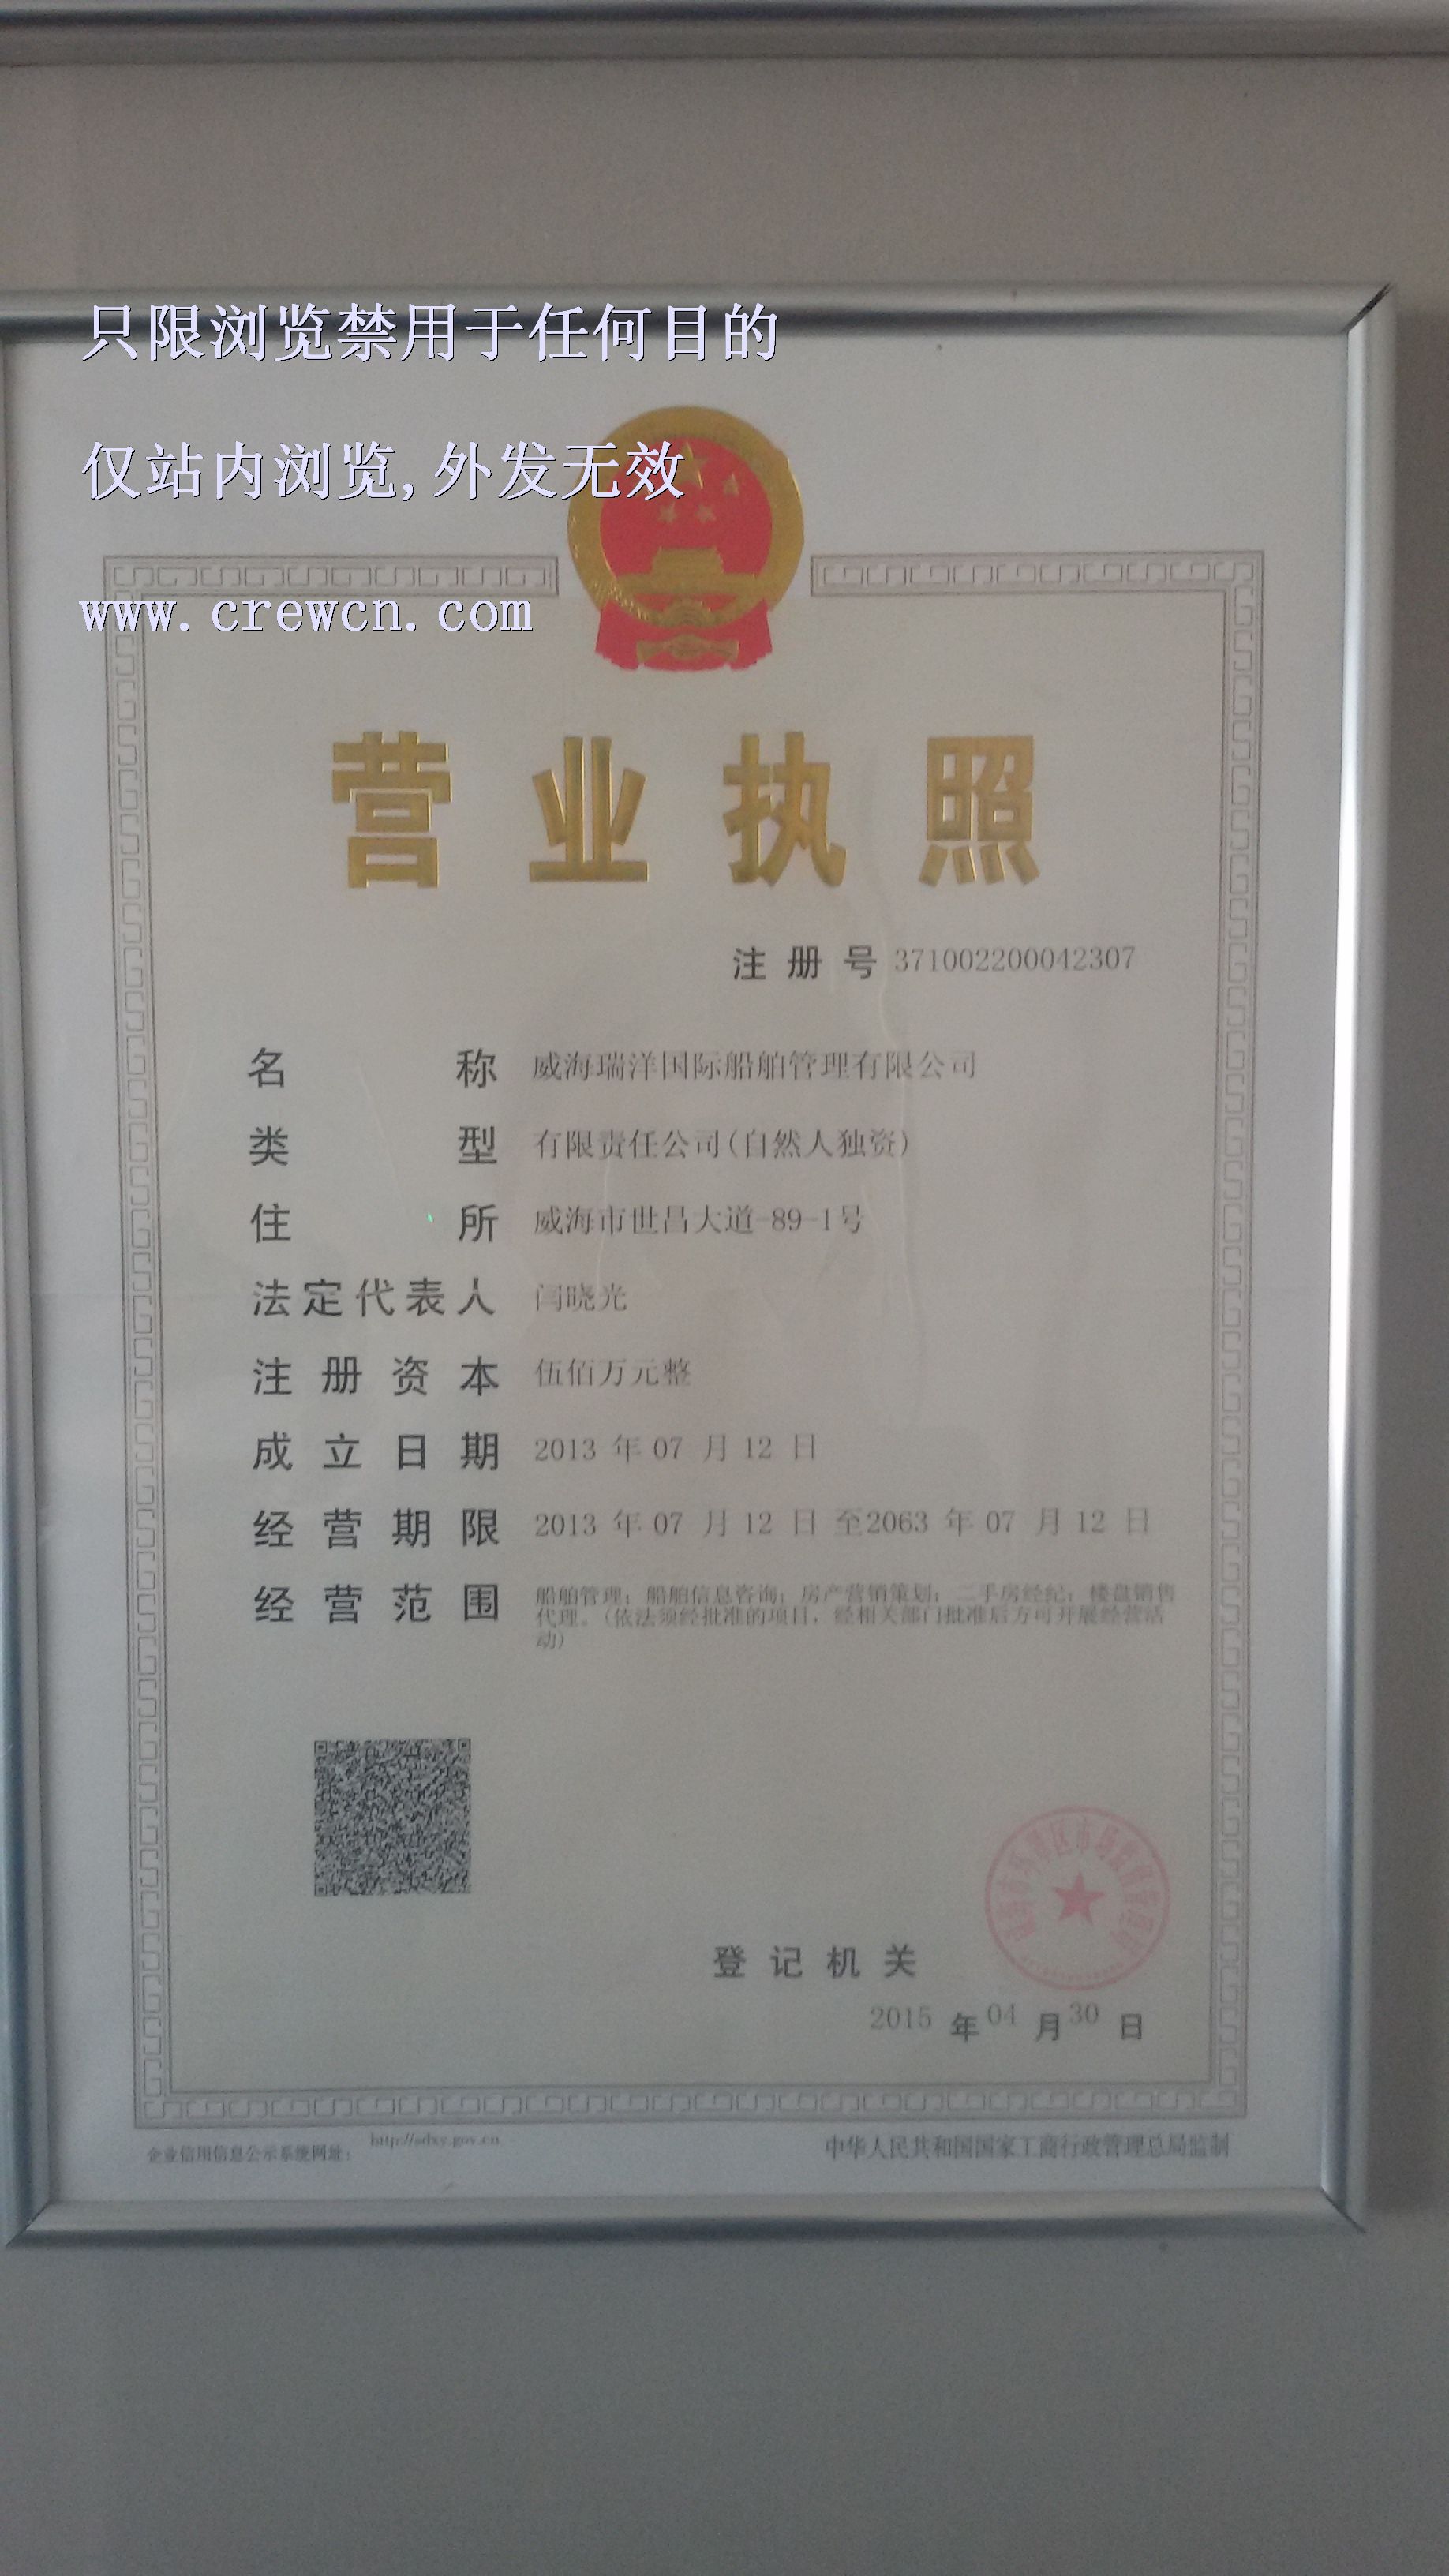 只限浏览禁用于任何目的
仅站内浏览,外发无效
www.crewcn.com
营业执照
注册号 371002200042307
名称 威海瑞洋国际船舶管理有限公司
类型 有限责任公司(自然人独资)
住所 威海市世昌大道-89-1号
法定代表人 闫晓光
注册资本 伍佰万元整
成立日期 2013 年 07 月 12 日
经营期限 2013 年 07 月 12 日 至2063 年 07 月 12 日
经营范围 船舶管理；船舶信息咨询；房产营销策划；二手房经纪；楼盘销售
代理。(依法须经批准的项目，经相关部门批准后方可开展经营活
动)
登记机关
2015 年 04 月 30 日
企业信用信息公示系统网址： http://sdxy.gov.cn
中华人民共和国国家工商行政管理总局监制